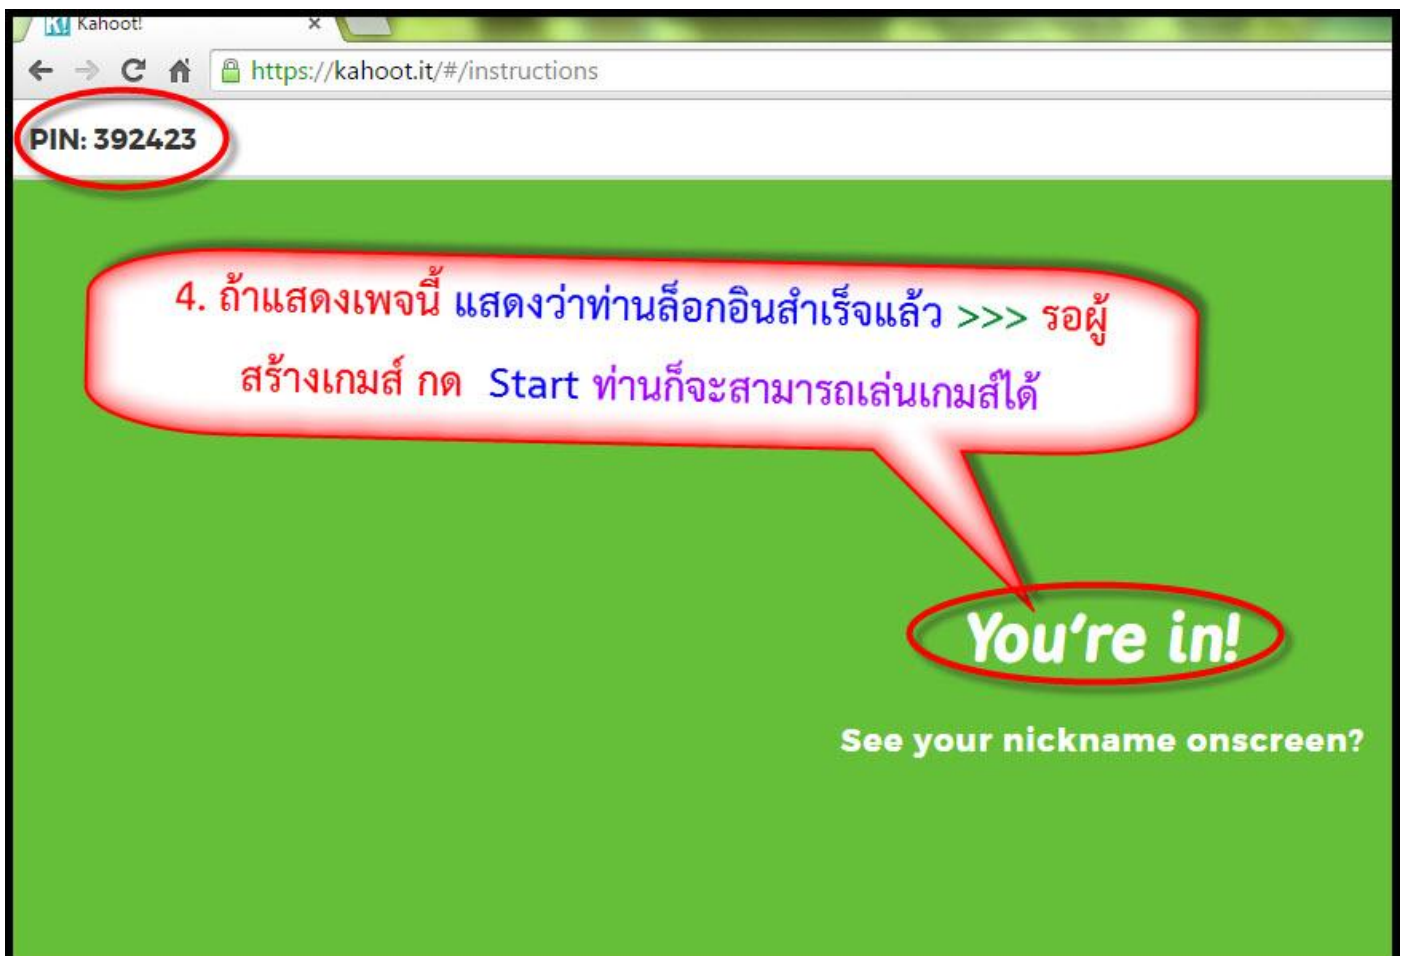 Kahoot!
https://kahoot.it/#/instructions
PIN: 392423
4. ถ้าแสดงเพจนี้ แสดงว่าท่านล็อกอินสำเร็จแล้ว >>> รอผู้
สร้างเกมส์ กด Start ท่านก็จะสามารถเล่นเกมส์ได้
You're in!
See your nickname onscreen?